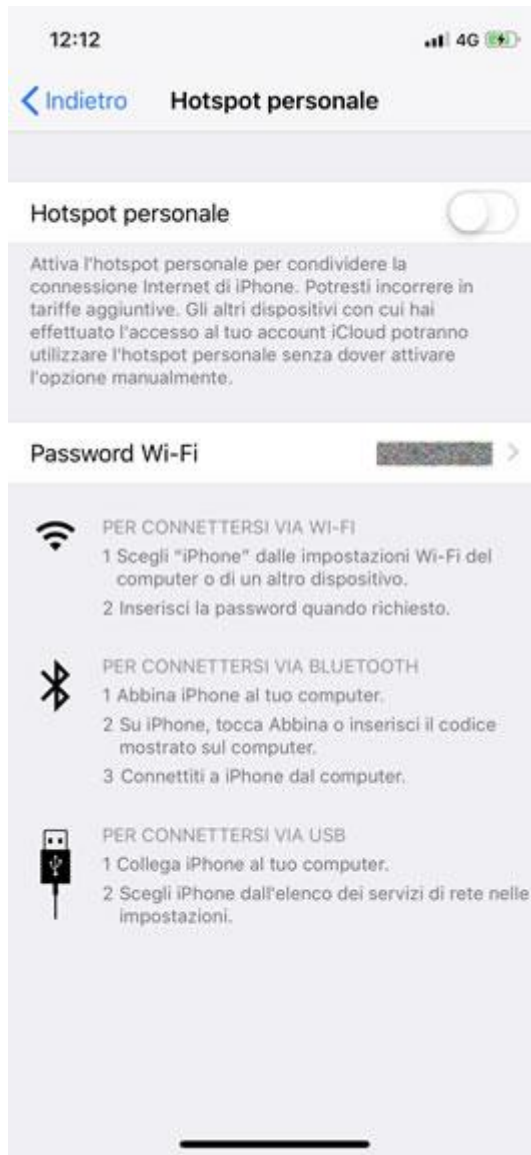 12:12
4G
Indietro
Hotspot personale
Hotspot personale
Attiva l'hotspot personale per condividere la
connessione Internet di iPhone. Potresti incorrere in
tariffe aggiuntive. Gli altri dispositivi con cui hai
effettuato l'accesso al tuo account iCloud potranno
utilizzare l'hotspot personale senza dover attivare
l'opzione manualmente.
Password Wi-Fi
PER CONNETTERSI VIA WI-FI
1 Scegli "iPhone" dalle impostazioni Wi-Fi del
computer o di un altro dispositivo.
2 Inserisci la password quando richiesto.
PER CONNETTERSI VIA BLUETOOTH
1 Abbina iPhone al tuo computer.
2 Su iPhone, tocca Abbina o inserisci il codice
mostrato sul computer.
3 Connettiti a iPhone dal computer.
PER CONNETTERSI VIA USB
1 Collega iPhone al tuo computer.
2 Scegli iPhone dall'elenco dei servizi di rete nelle
impostazioni.